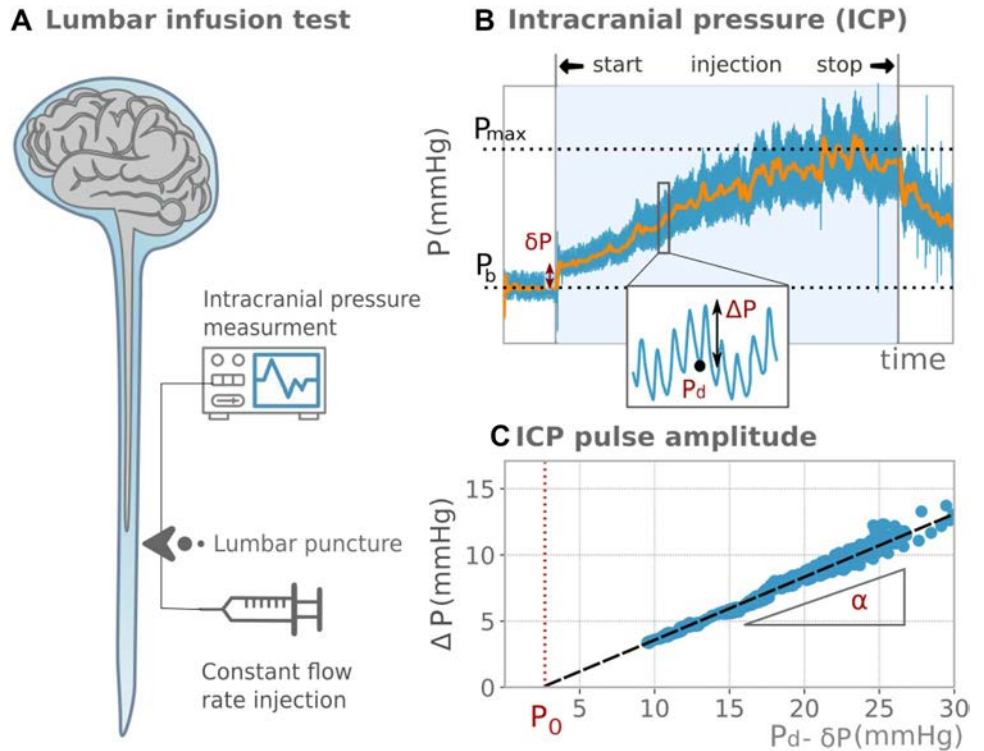 A Lumbar infusion test
Intracranial pressure
measurment
Lumbar puncture
Constant flow
rate injection
B Intracranial pressure (ICP)
start injection stop
P(mmHg)
Pmax
δP
Pb
ΔP
Pd
time
C ICP pulse amplitude
Δ P(mmHg)
15
10
5
0
α
P0 5 10 15 20 25 30
Pd- δP(mmHg)